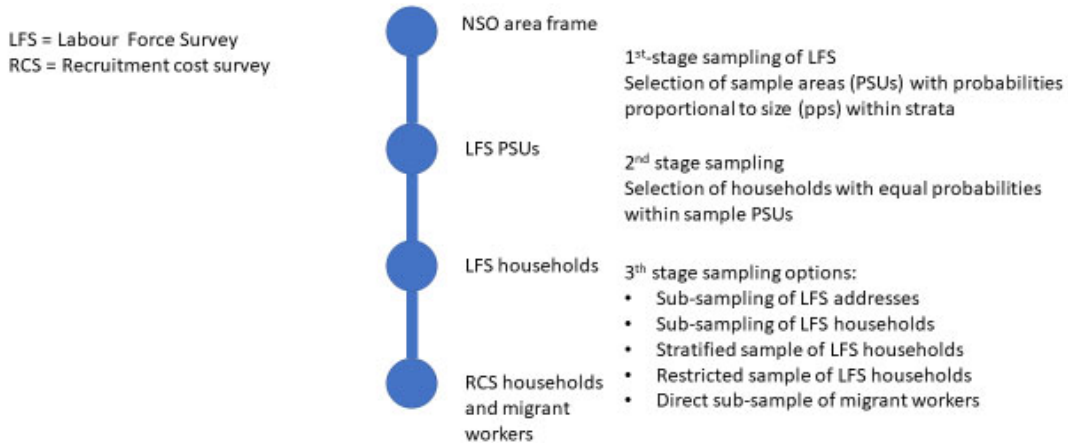 LFS = Labour Force Survey
RCS = Recruitment cost survey
NSO area frame
1st-stage sampling of LFS
Selection of sample areas (PSUs) with probabilities
proportional to size (pps) within strata
LFS PSUs
2nd stage sampling
Selection of households with equal probabilities
within sample PSUs
LFS households
3th stage sampling options:
• Sub-sampling of LFS addresses
• Sub-sampling of LFS households
• Stratified sample of LFS households
• Restricted sample of LFS households
• Direct sub-sample of migrant workers
RCS households
and migrant
workers